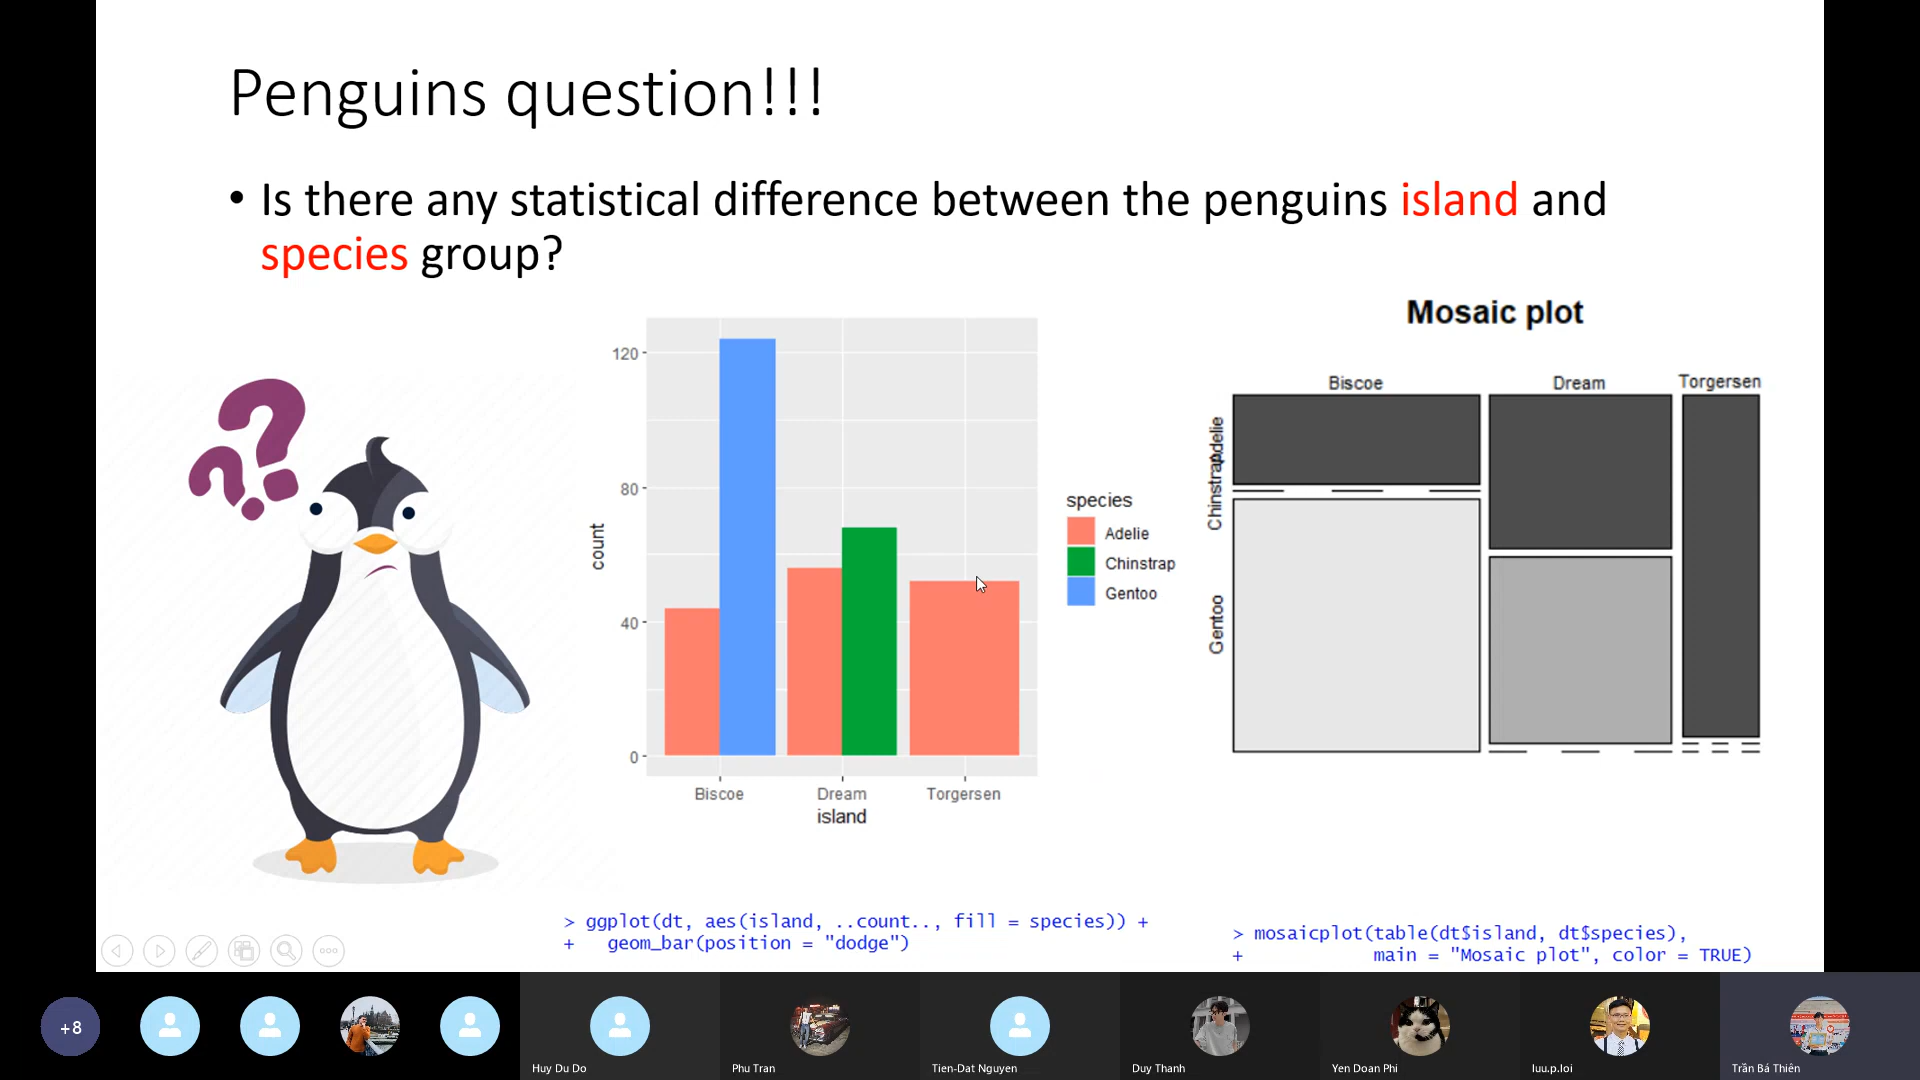 Penguins question!!!
• Is there any statistical difference between the penguins island and
species group?
120
80
40
0
count
Biscoe
Dream
Torgersen
island
species
Adelie
Chinstrap
Gentoo
Mosaic plot
Biscoe
Dream
Torgersen
Adelie
Chinstrap
Gentoo
> ggplot(dt, aes(island, ..count.., fill = species)) +
+   geom_bar(position = "dodge")
> mosaicplot(table(dt$island, dt$species),
+            main = "Mosaic plot", color = TRUE)
+8
Huy Du Do
Phu Tran
Tien-Dat Nguyen
Duy Thanh
Yen Doan Phi
luu.p.loi
Trần Bá Thiên